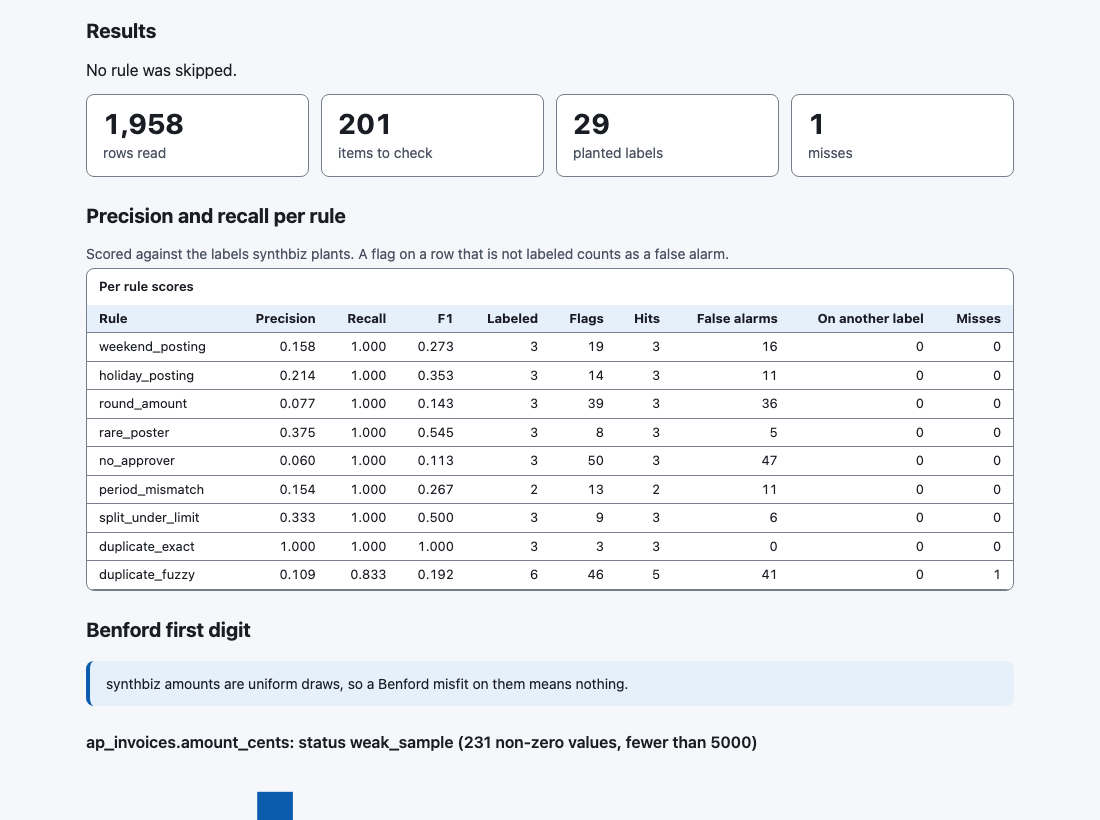 Results
No rule was skipped.
1,958 201 29 1
rows read items to check planted labels misses
Precision and recall per rule
Scored against the labels synthbiz plants. A flag on a row that is not labeled counts as a false alarm.
Per rule scores
Rule Precision Recall F1 Labeled Flags Hits False alarms On another label Misses
weekend_posting 0.158 1.000 0.273 3 19 3 16 0 0
holiday_posting 0.214 1.000 0.353 3 14 3 11 0 0
round_amount 0.077 1.000 0.143 3 39 3 36 0 0
rare_poster 0.375 1.000 0.545 3 8 3 5 0 0
no_approver 0.060 1.000 0.113 3 50 3 47 0 0
period_mismatch 0.154 1.000 0.267 2 13 2 11 0 0
split_under_limit 0.333 1.000 0.500 3 9 3 6 0 0
duplicate_exact 1.000 1.000 1.000 3 3 3 0 0 0
duplicate_fuzzy 0.109 0.833 0.192 6 46 5 41 0 1
Benford first digit
synthbiz amounts are uniform draws, so a Benford misfit on them means nothing.
ap_invoices.amount_cents: status weak_sample (231 non-zero values, fewer than 5000)